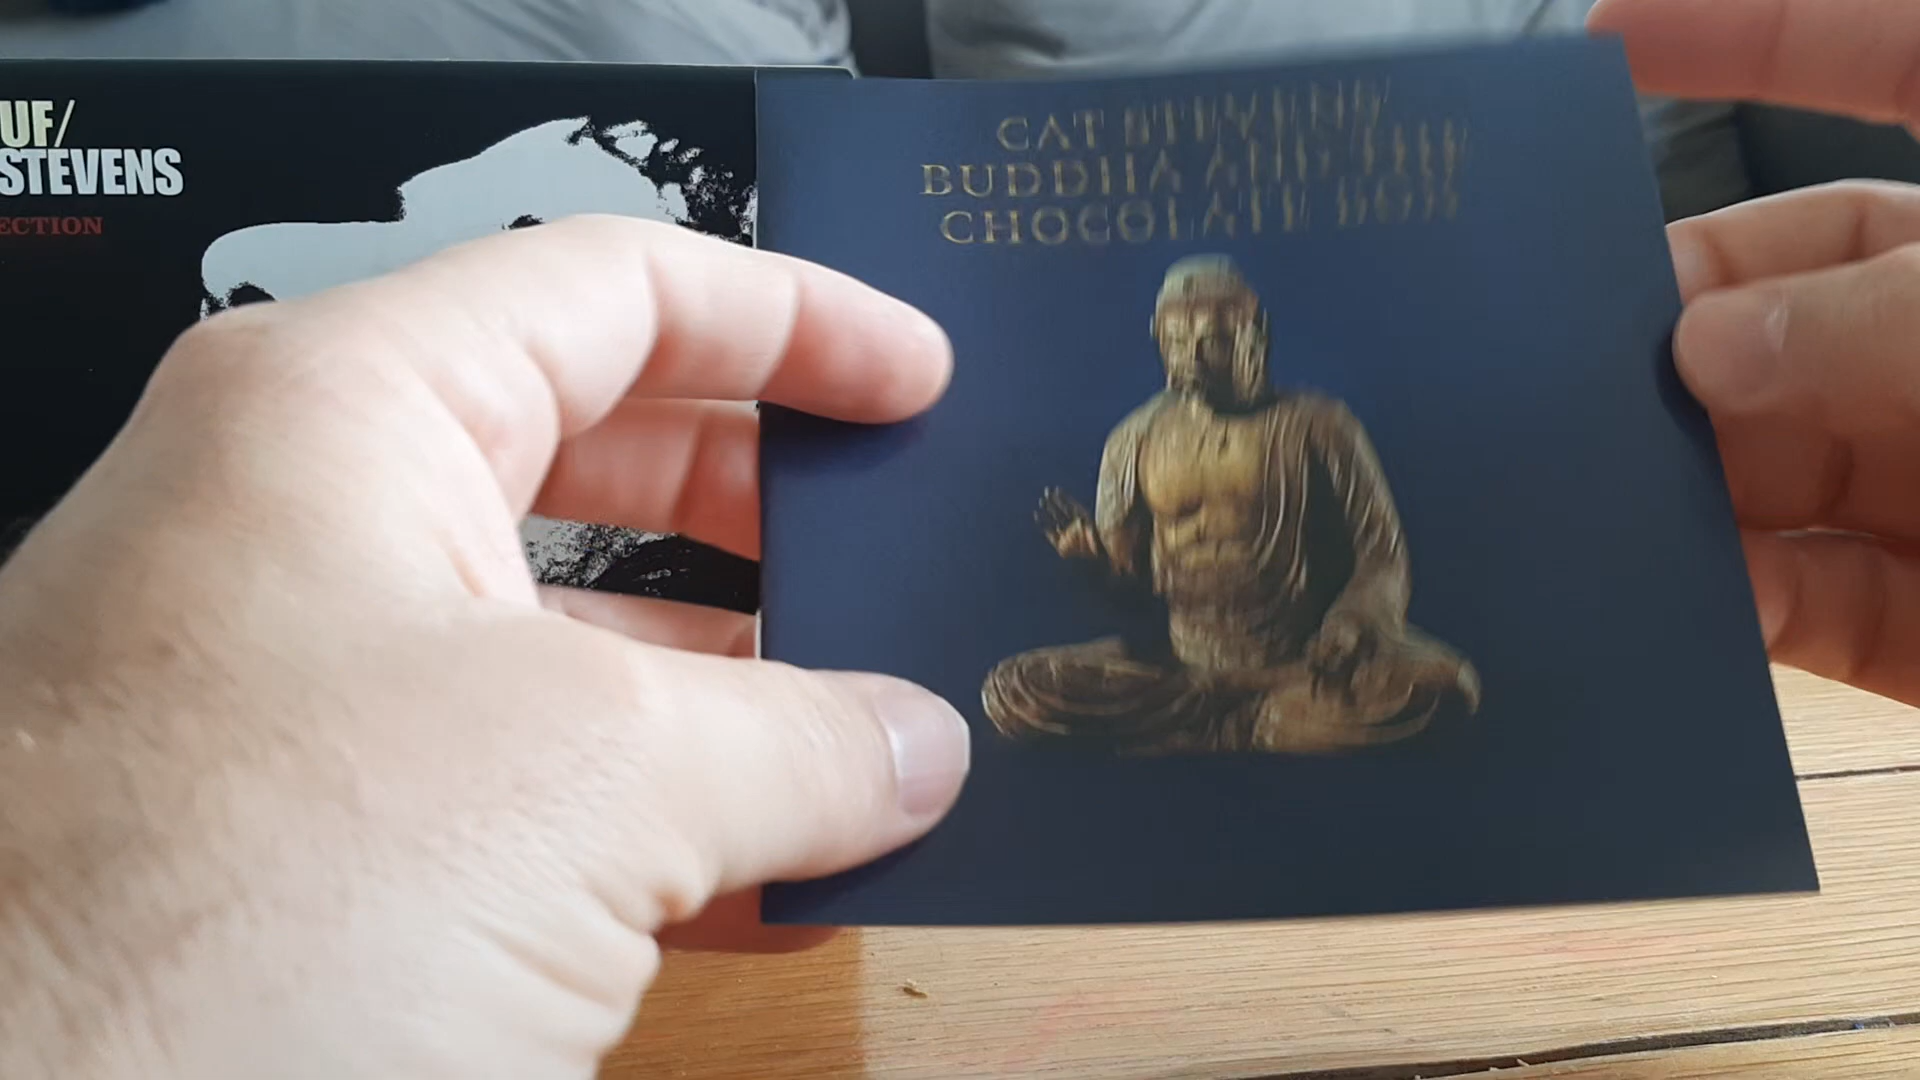 UF/
STEVENS
ECTION
CAT STEVENS/
BUDDHA AND THE
CHOCOLATE BOX